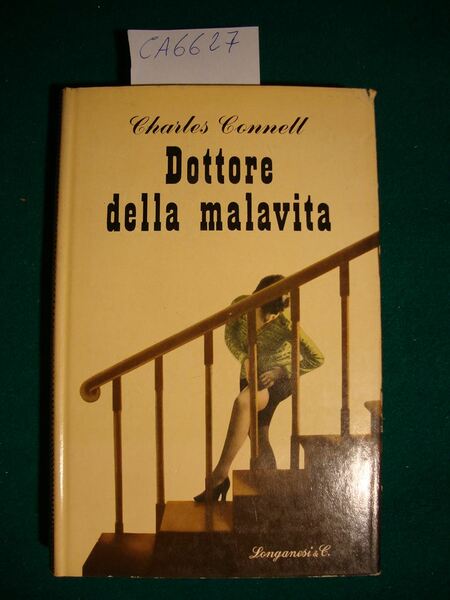 CA6627
Charles Connell
Dottore
della malavita
Longanesi & C.